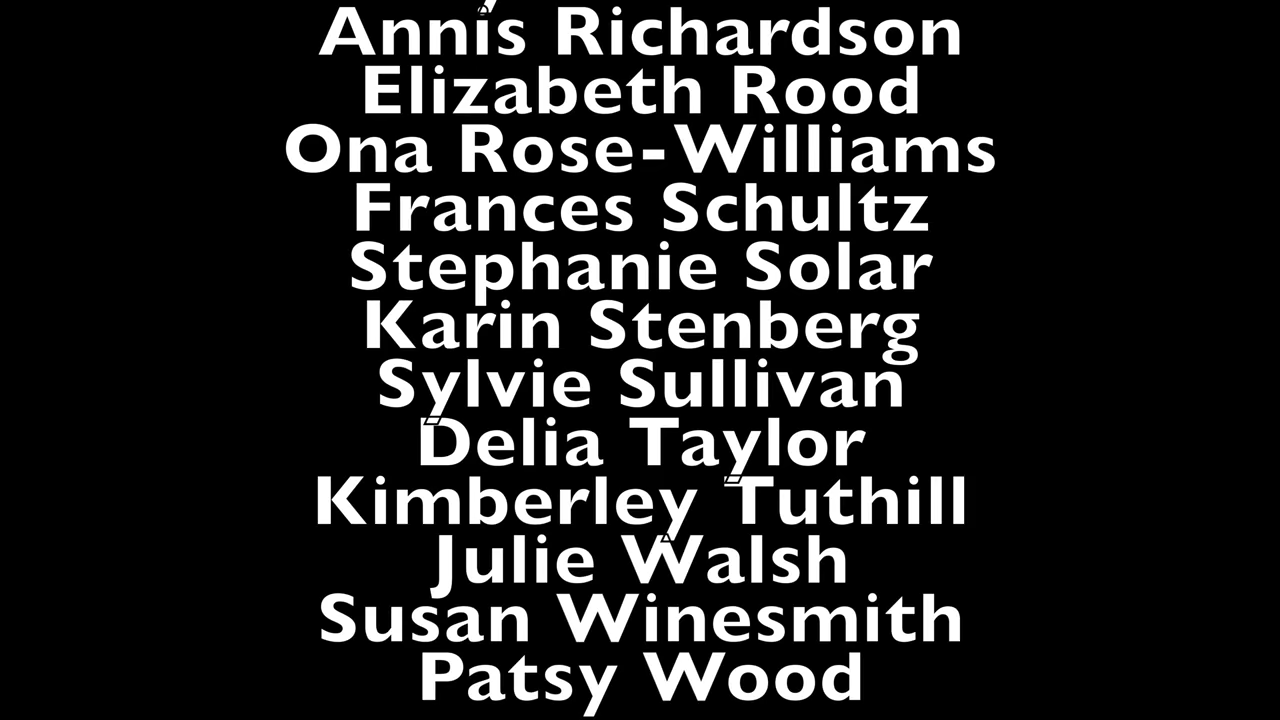 Annis Richardson
Elizabeth Rood
Ona Rose-Williams
Frances Schultz
Stephanie Solar
Karin Stenberg
Sylvie Sullivan
Delia Taylor
Kimberley Tuthill
Julie Walsh
Susan Winesmith
Patsy Wood